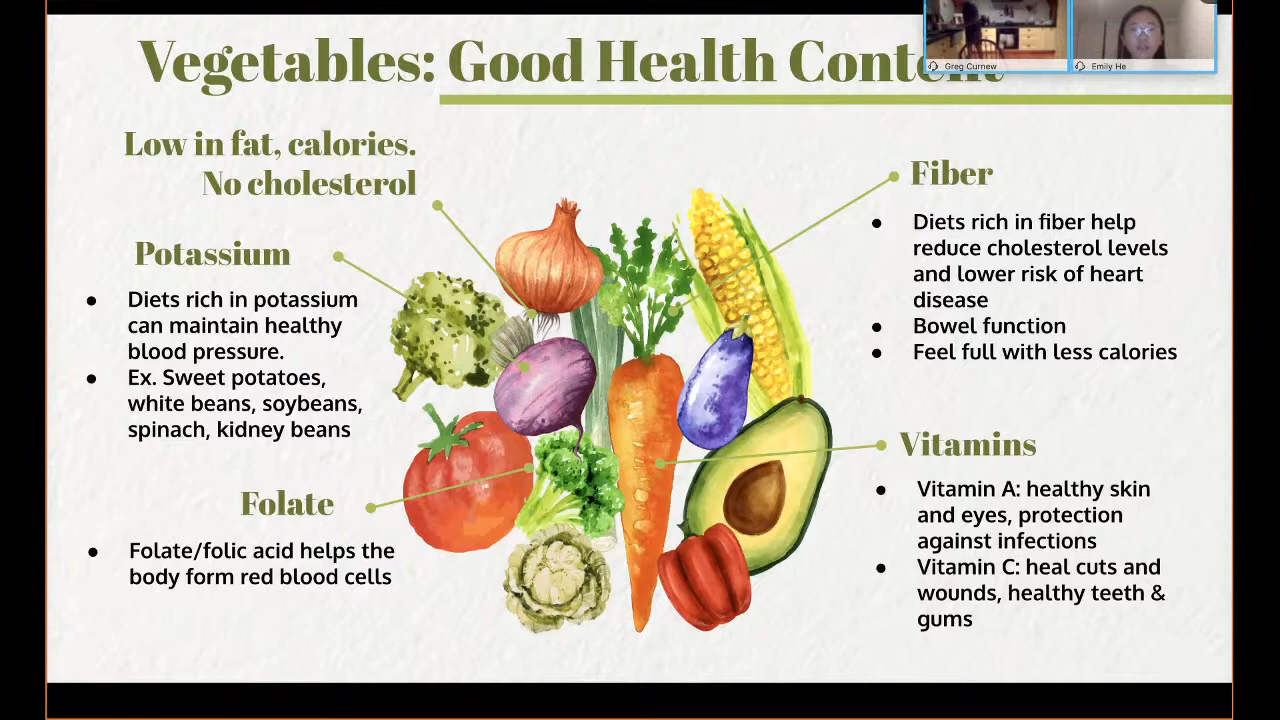 Vegetables: Good Health Content
Greg Curnew
Emily He
Low in fat, calories.
No cholesterol
Potassium
● Diets rich in potassium
can maintain healthy
blood pressure.
● Ex. Sweet potatoes,
white beans, soybeans,
spinach, kidney beans
Folate
● Folate/folic acid helps the
body form red blood cells
Fiber
● Diets rich in fiber help
reduce cholesterol levels
and lower risk of heart
disease
● Bowel function
● Feel full with less calories
Vitamins
● Vitamin A: healthy skin
and eyes, protection
against infections
● Vitamin C: heal cuts and
wounds, healthy teeth &
gums